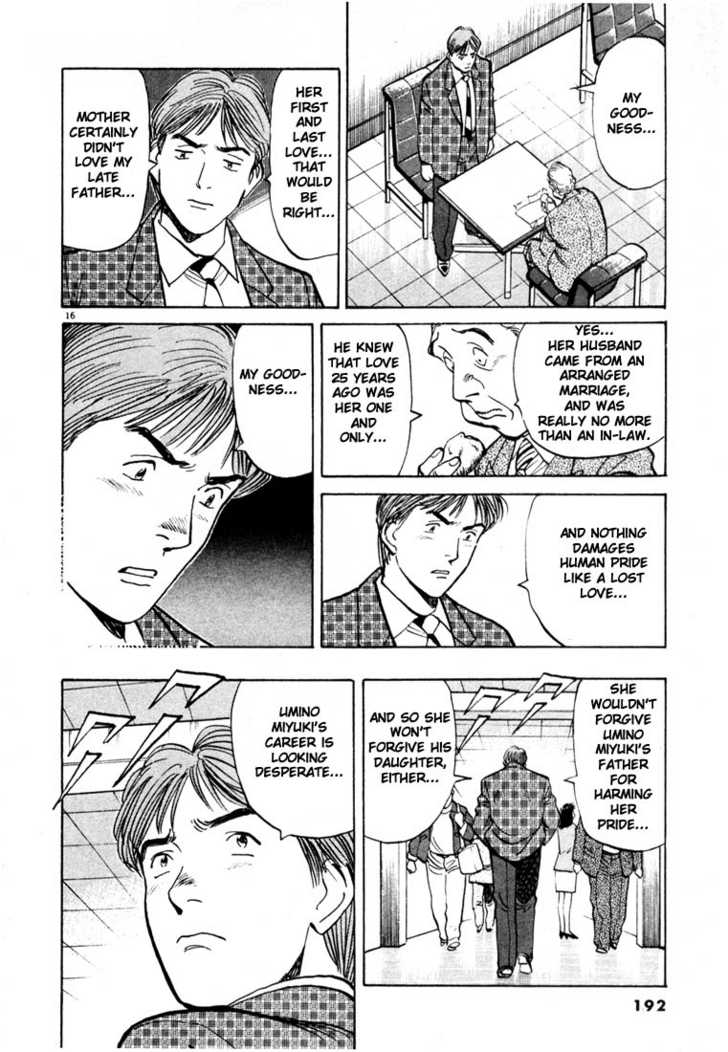 MY
GOOD-
NESS...
HER
FIRST
AND
LAST
LOVE...
THAT
WOULD
BE
RIGHT...
MOTHER
CERTAINLY
DIDN'T
LOVE MY
LATE
FATHER...
16
YES...
HER HUSBAND
CAME FROM AN
ARRANGED
MARRIAGE,
AND WAS
REALLY NO MORE
THAN AN IN-LAW.
HE KNEW
THAT LOVE
25 YEARS
AGO WAS
HER ONE
AND
ONLY...
MY GOOD-
NESS...
AND NOTHING
DAMAGES
HUMAN PRIDE
LIKE A LOST
LOVE...
SHE
WOULDN'T
FORGIVE
UMINO
MIYUKI'S
FATHER
FOR
HARMING
HER
PRIDE...
AND SO SHE
WON'T
FORGIVE HIS
DAUGHTER,
EITHER...
ググ
UMINO
MIYUKI'S
CAREER IS
LOOKING
DESPERATE...
ググ
192